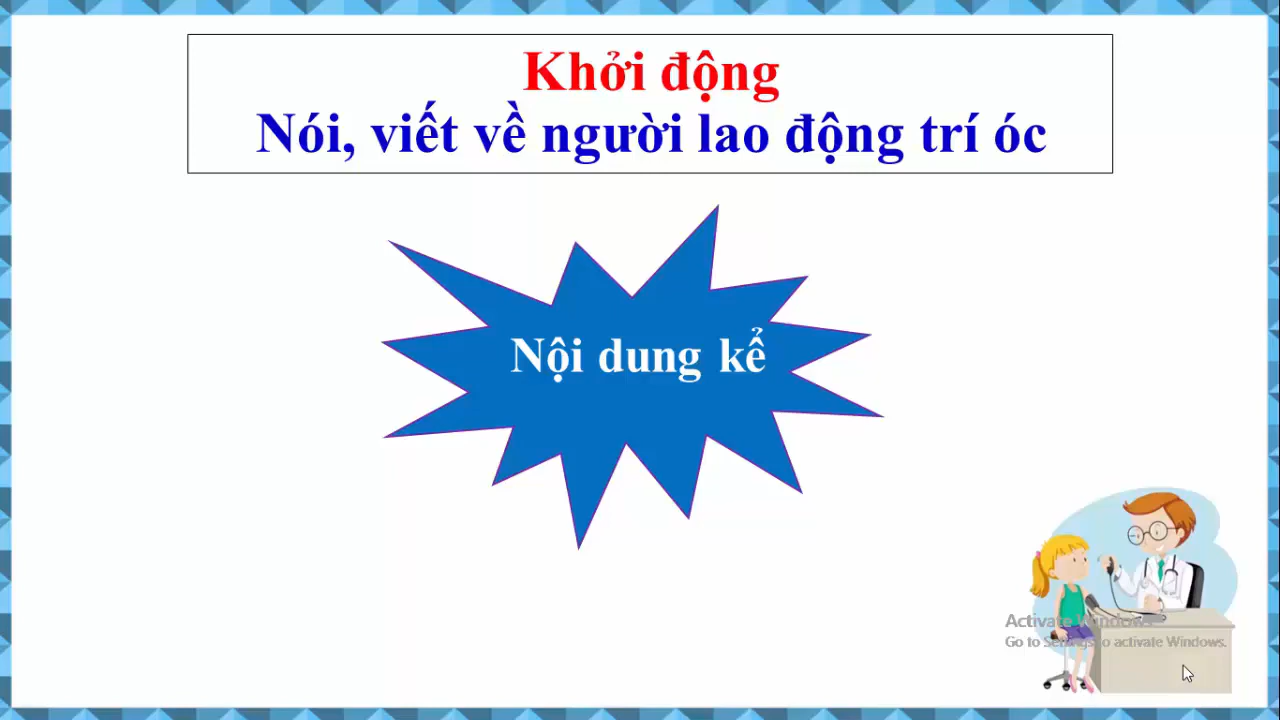 Khởi động
Nói, viết về người lao động trí óc
Nội dung kể
Activate Windows
Go to Settings to activate Windows.